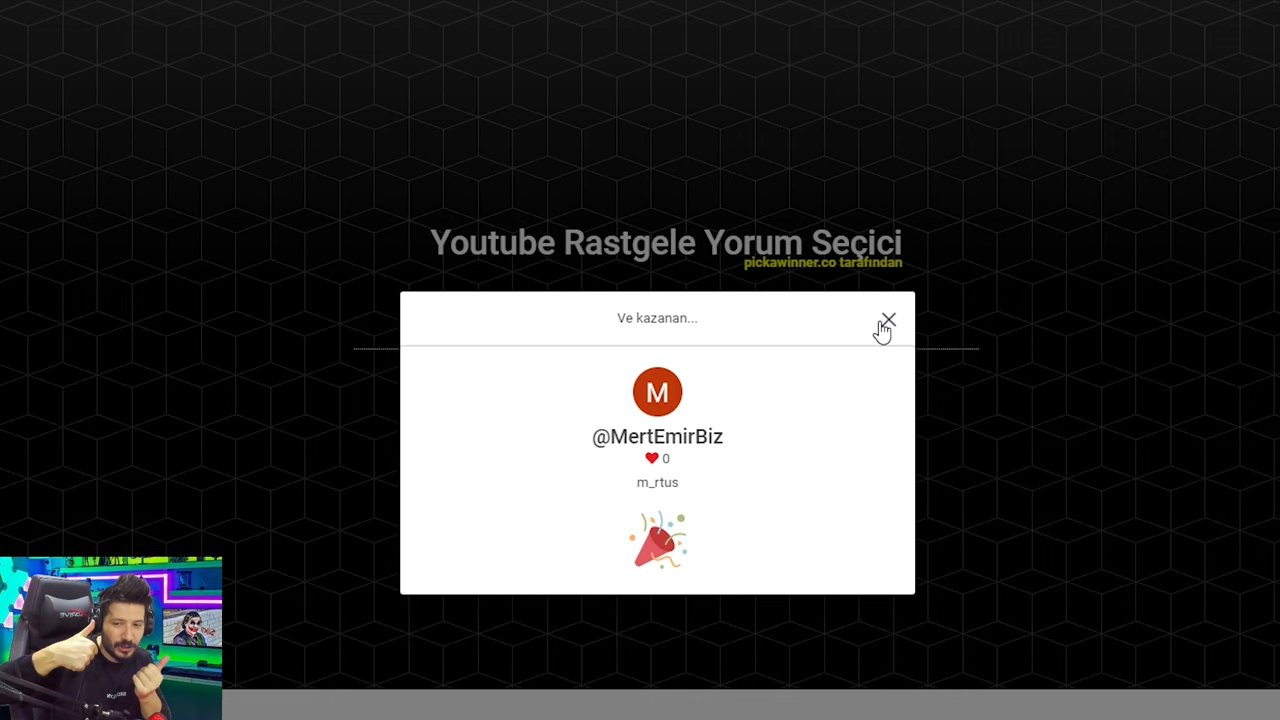 Youtube Rastgele Yorum Seçici
pickawinner.co tarafından
Ve kazanan...
M
@MertEmirBiz
0
m_rtus